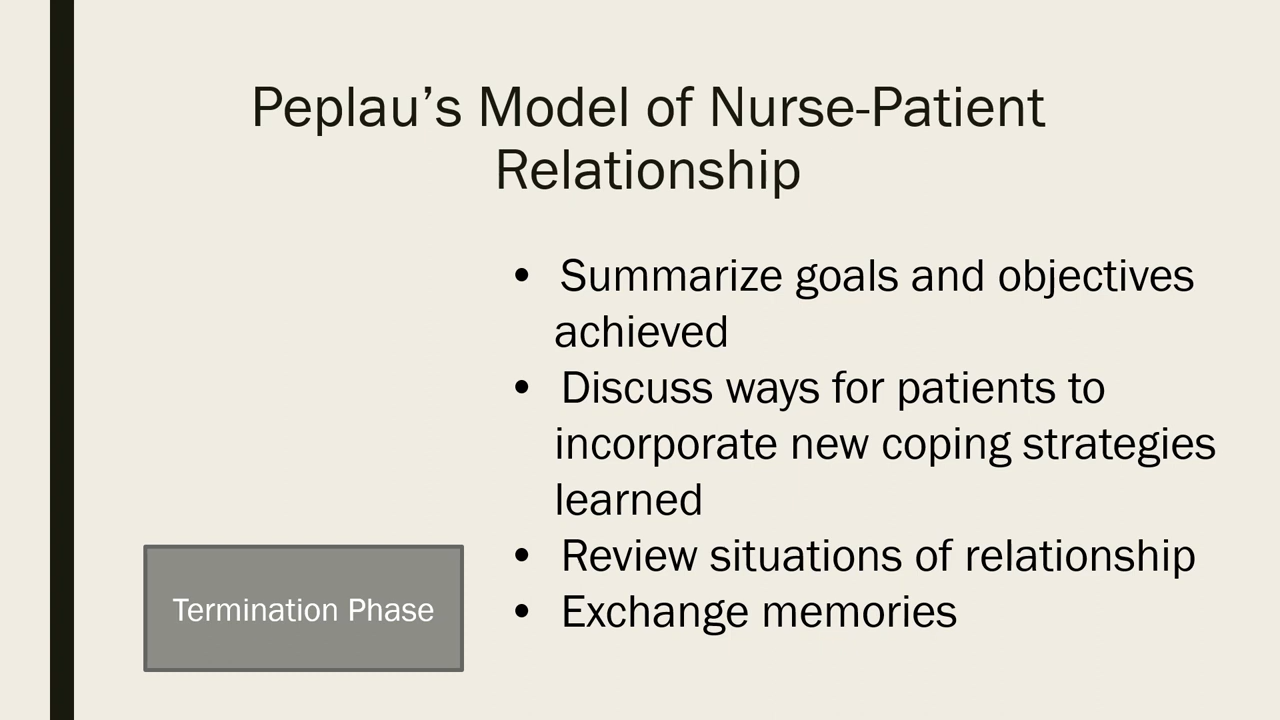 Peplau’s Model of Nurse-Patient
Relationship
• Summarize goals and objectives
achieved
• Discuss ways for patients to
incorporate new coping strategies
learned
• Review situations of relationship
• Exchange memories
Termination Phase